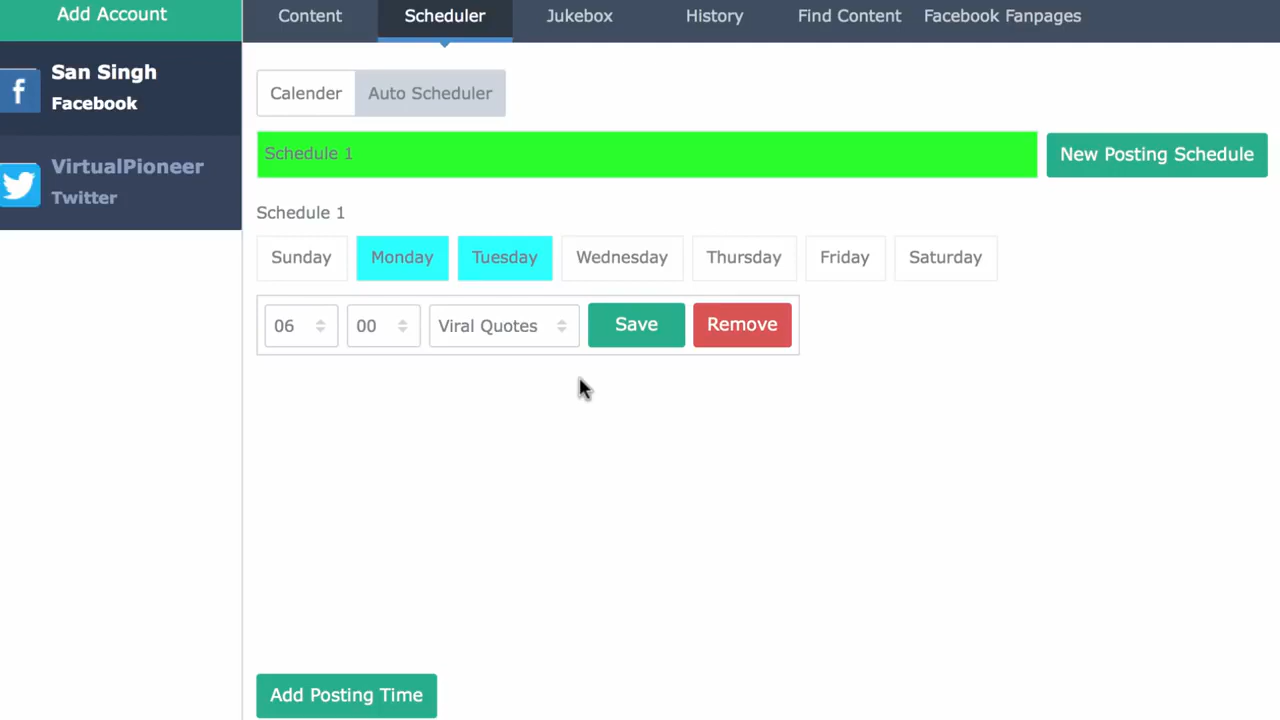 Add Account
Content Scheduler Jukebox History Find Content Facebook Fanpages
San Singh
Facebook
VirtualPioneer
Twitter
Calender Auto Scheduler
Schedule 1 New Posting Schedule
Schedule 1
Sunday Monday Tuesday Wednesday Thursday Friday Saturday
06 00 Viral Quotes Save Remove
Add Posting Time